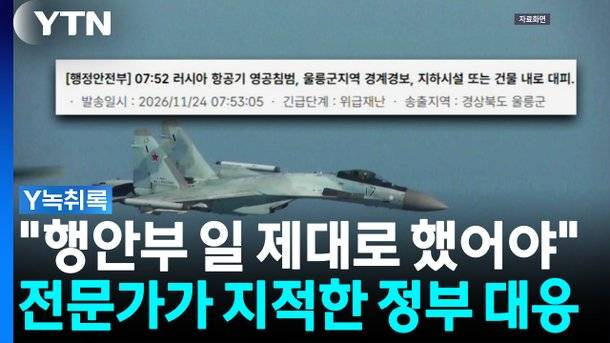 YTN
자료화면
[행정안전부] 07:52 러시아 항공기 영공침범, 울릉군지역 경계경보, 지하시설 또는 건물 내로 대피.
· 발송일시 : 2026/11/24 07:53:05 · 긴급단계 : 위급재난 · 송출지역 : 경상북도 울릉군
Y녹취록
"행안부 일 제대로 했어야"
전문가가 지적한 정부 대응